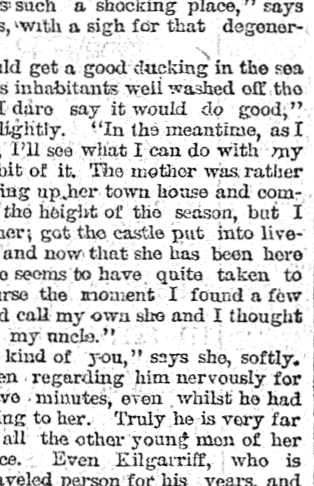 s such a shocking place," says
s, with a sigh for that degener-
uld get a good ducking in the sea
s inhabitants well washed off the
I dare say it would do good,"
lightly. "In the meantime, as I
, I'll see what I can do with my
bit of it. The mother was rather
ing up her town house and com-
the height of the season, but I
her; got the castle put into live-
and now that she has been here
e seems to have quite taken to
urse the moment I found a few
d call my own she and I thought
my uncle."
kind of you," says she, softly.
en regarding him nervously for
ve minutes, even whilst he had
ing to her. Truly he is very far
all the other young men of her
ce. Even Kilgarriff, who is
aveled person for his years, and